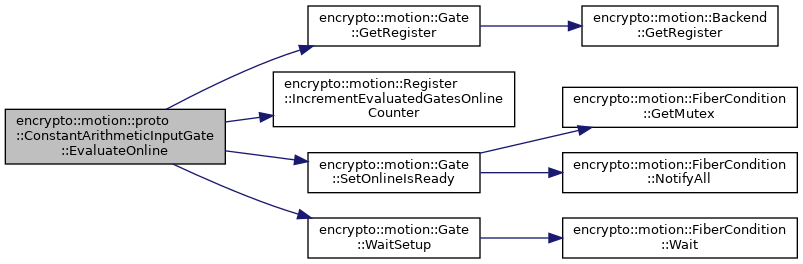 encrypto::motion::proto
::ConstantArithmeticInputGate
::EvaluateOnline
encrypto::motion::Gate
::GetRegister
encrypto::motion::Backend
::GetRegister
encrypto::motion::Register
::IncrementEvaluatedGatesOnline
Counter
encrypto::motion::Gate
::SetOnlineIsReady
encrypto::motion::FiberCondition
::GetMutex
encrypto::motion::FiberCondition
::NotifyAll
encrypto::motion::Gate
::WaitSetup
encrypto::motion::FiberCondition
::Wait